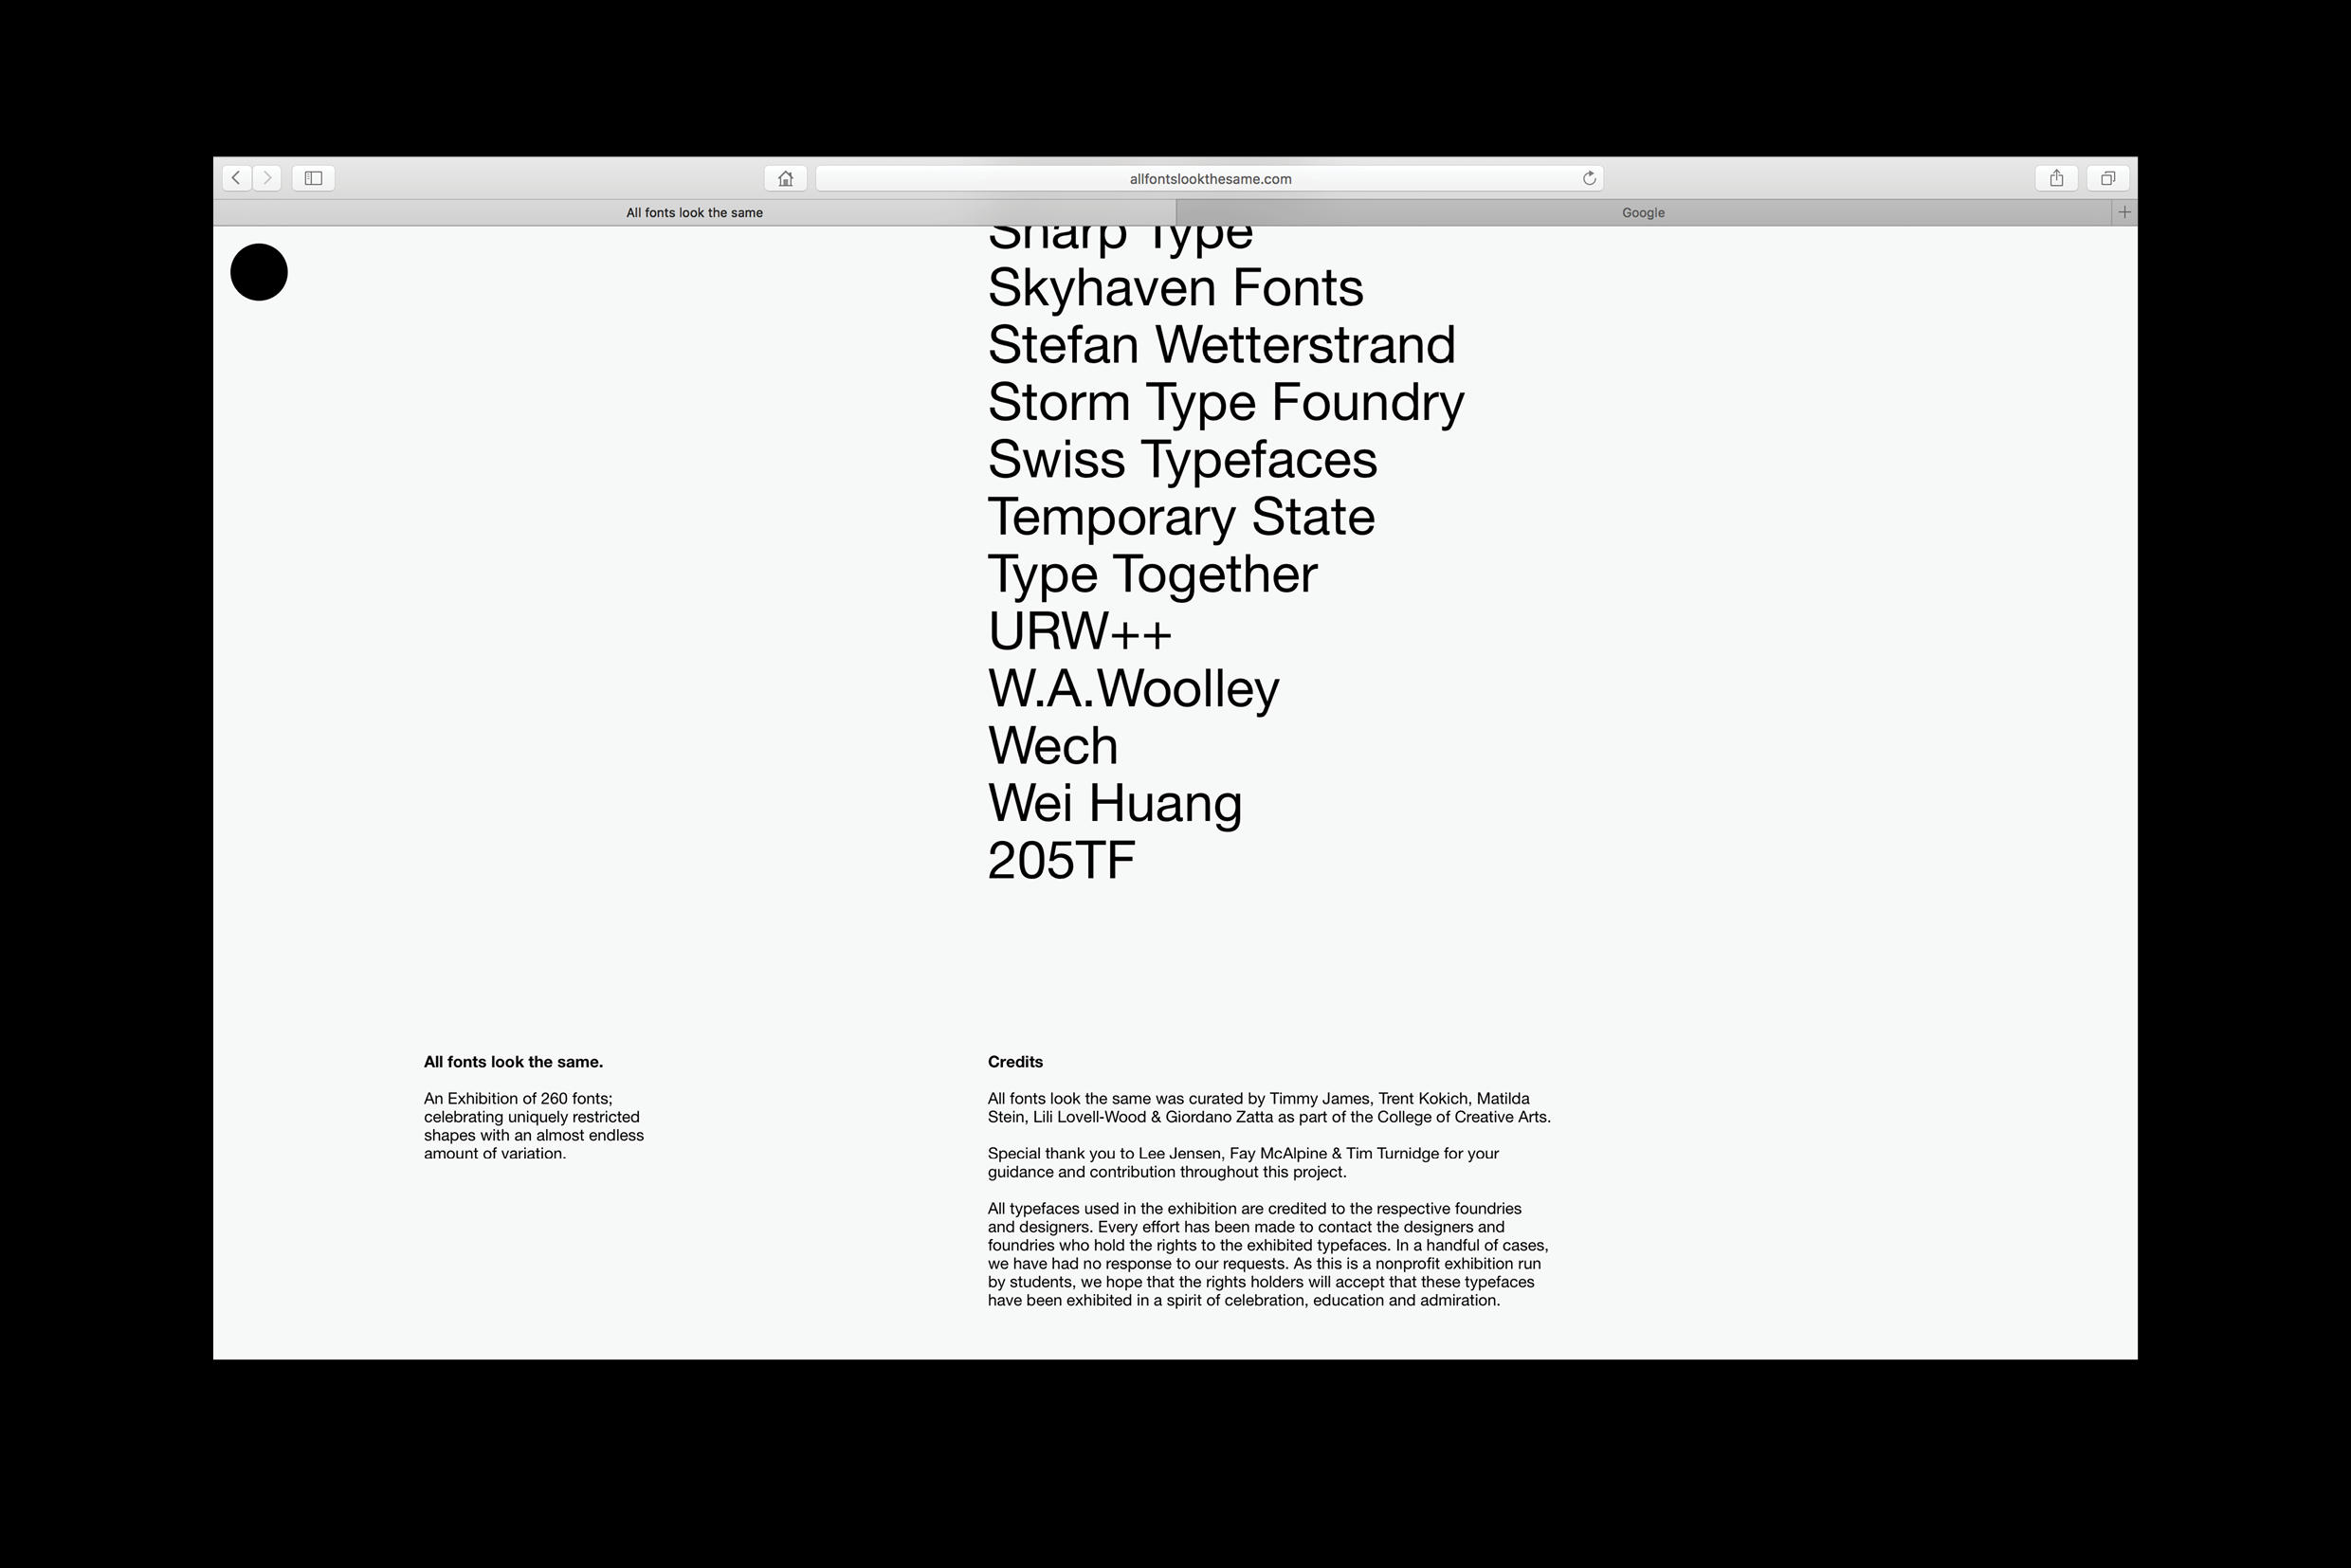 allfontslookthesame.com
All fonts look the same
Google
Sharp Type
Skyhaven Fonts
Stefan Wetterstrand
Storm Type Foundry
Swiss Typefaces
Temporary State
Type Together
URW++
W.A.Woolley
Wech
Wei Huang
205TF
All fonts look the same.
An Exhibition of 260 fonts;
celebrating uniquely restricted
shapes with an almost endless
amount of variation.
Credits
All fonts look the same was curated by Timmy James, Trent Kokich, Matilda
Stein, Lili Lovell-Wood & Giordano Zatta as part of the College of Creative Arts.
Special thank you to Lee Jensen, Fay McAlpine & Tim Turnidge for your
guidance and contribution throughout this project.
All typefaces used in the exhibition are credited to the respective foundries
and designers. Every effort has been made to contact the designers and
foundries who hold the rights to the exhibited typefaces. In a handful of cases,
we have had no response to our requests. As this is a nonprofit exhibition run
by students, we hope that the rights holders will accept that these typefaces
have been exhibited in a spirit of celebration, education and admiration.